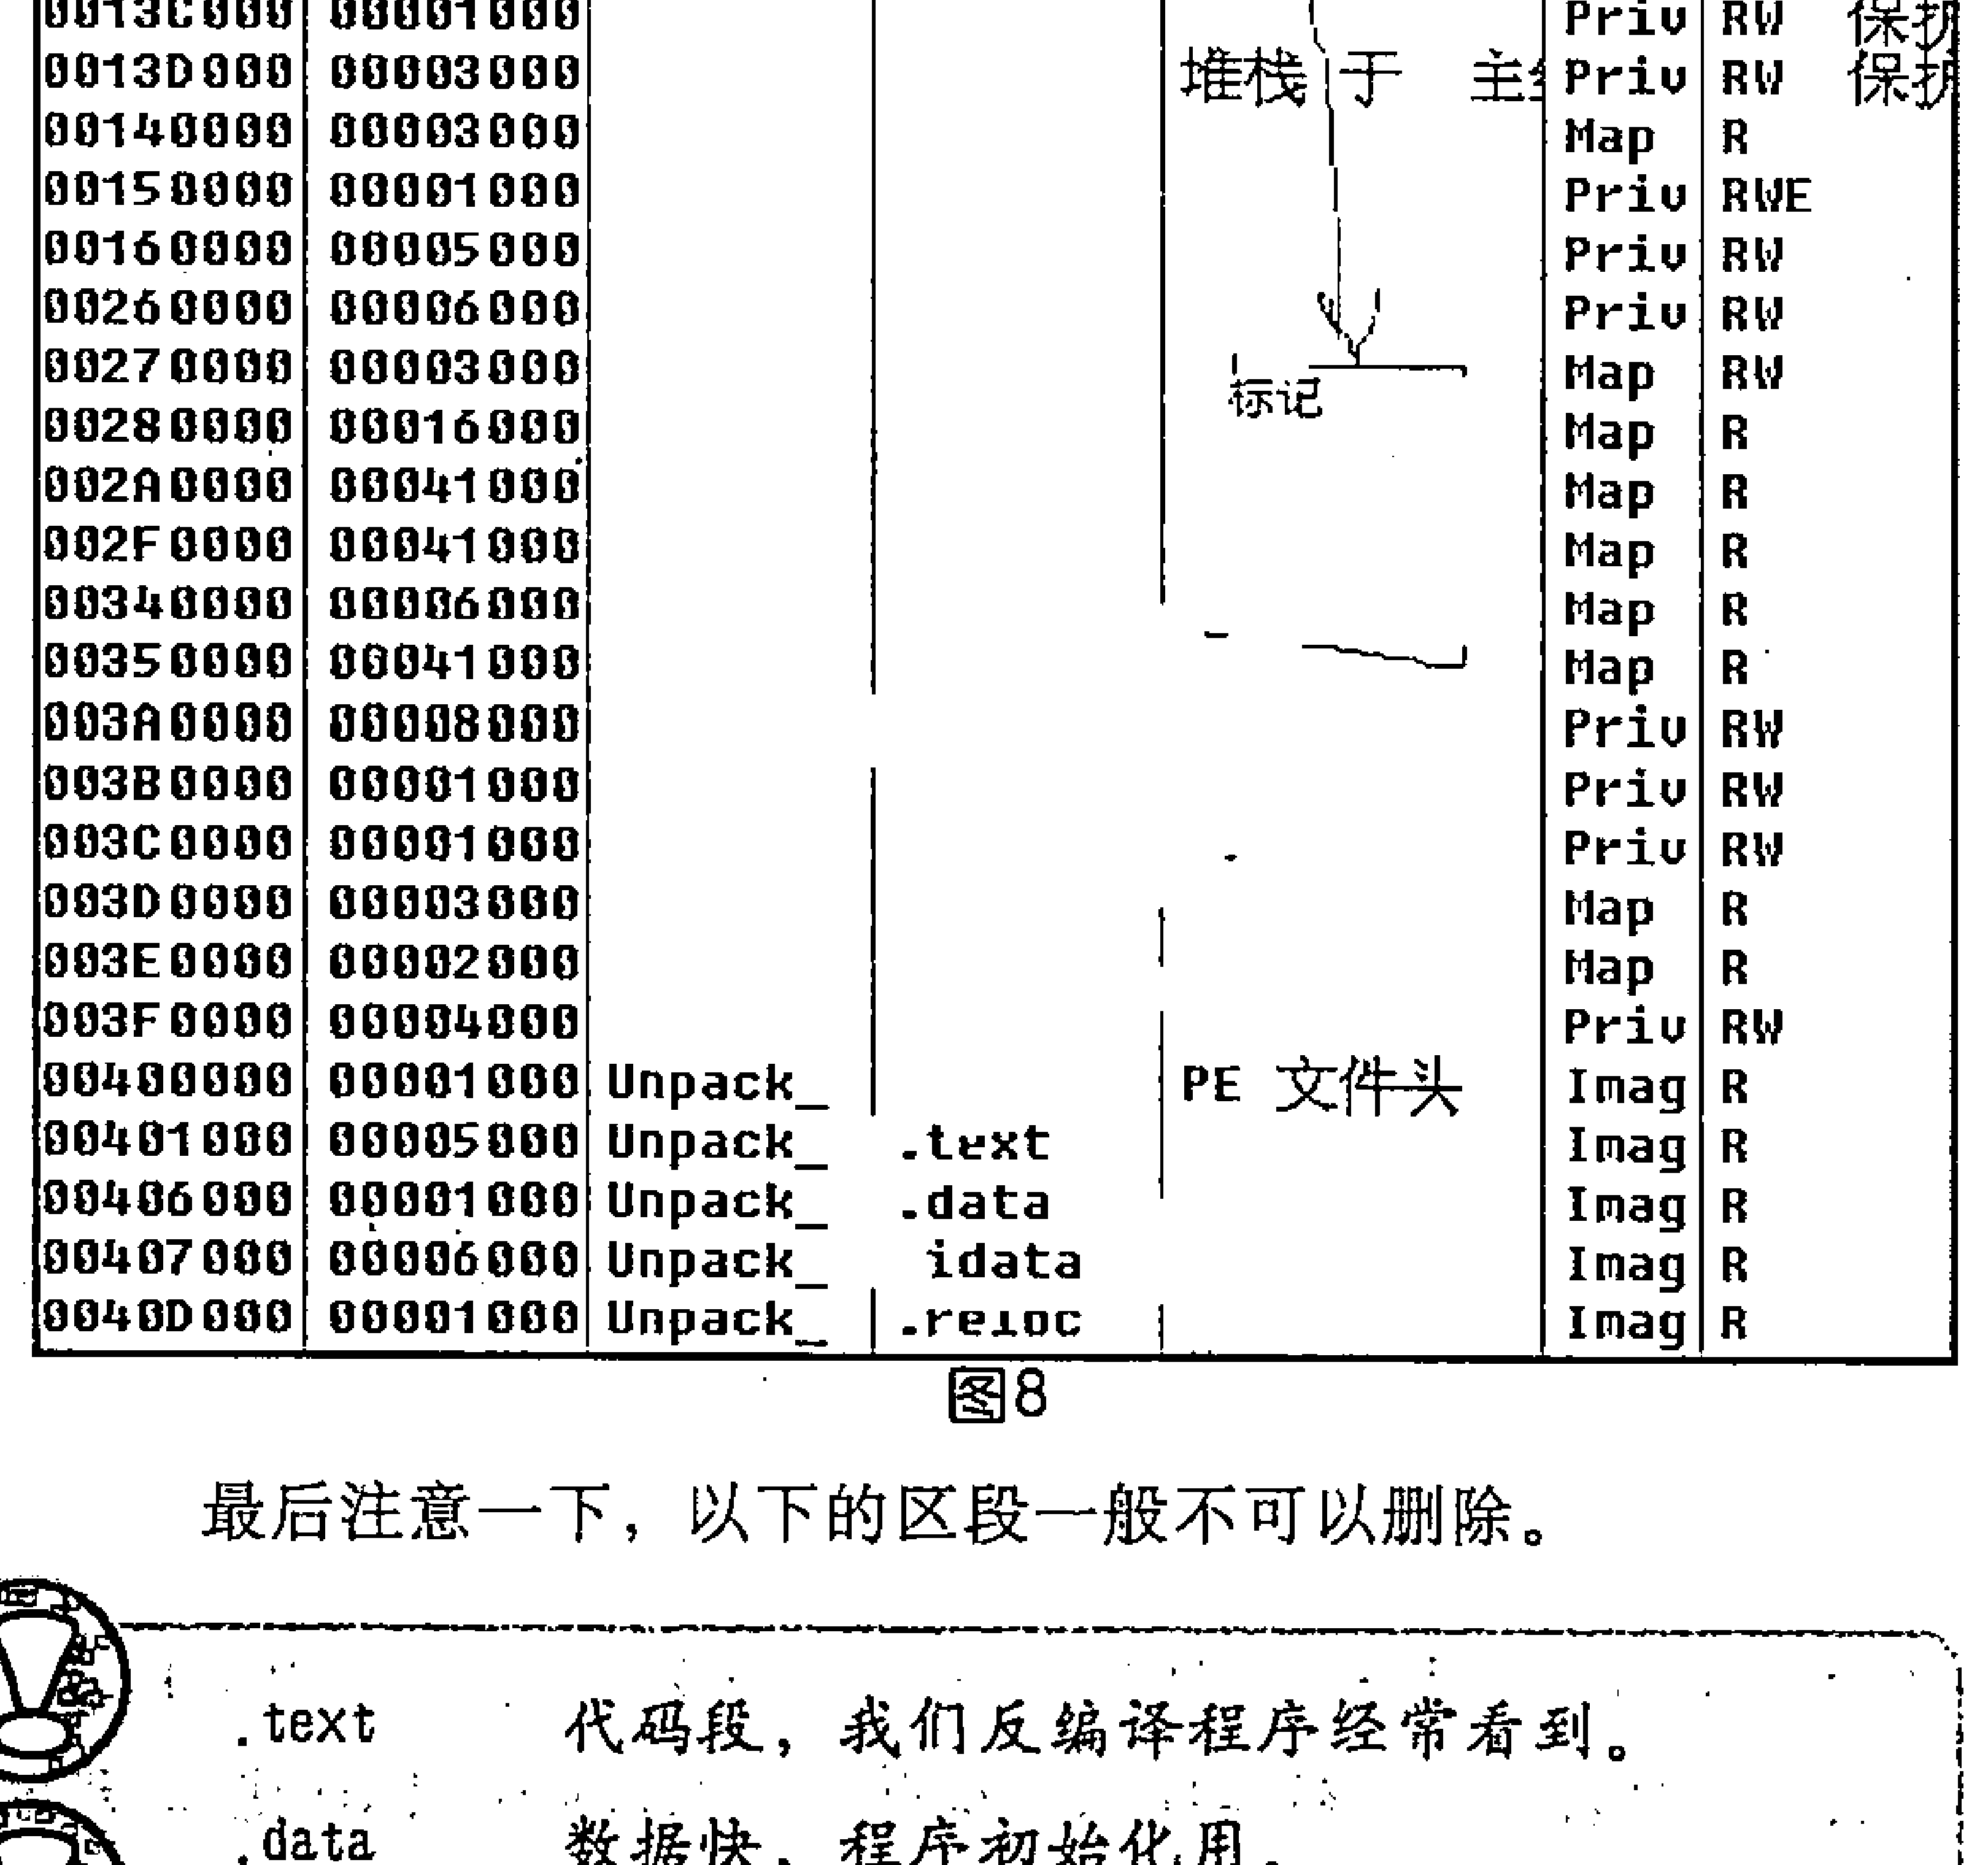 0013C000 00001000 Priv RW 保护
0013D000 00003000 堆栈 于 主 Priv RW 保护
00140000 00003000 Map R
00150000 00001000 Priv RWE
00160000 00005000 Priv RW
00260000 00006000 Priv RW
00270000 00003000 Map RW
标记
00280000 00016000 Map R
002A0000 00041000 Map R
002F0000 00041000 Map R
00340000 00006000 Map R
00350000 00041000 Map R
003A0000 00008000 Priv RW
003B0000 00001000 Priv RW
003C0000 00001000 Priv RW
003D0000 00003000 Map R
003E0000 00002000 Map R
003F0000 00004000 Priv RW
00400000 00001000 Unpack_ PE 文件头 Imag R
00401000 00005000 Unpack_ .text Imag R
00406000 00001000 Unpack_ .data Imag R
00407000 00006000 Unpack_ idata Imag R
0040D000 00001000 Unpack_ .reloc Imag R
图8
最后注意一下，以下的区段一般不可以删除。
.text 代码段，我们反编译程序经常看到。
.data 数据快，程序初始化用。